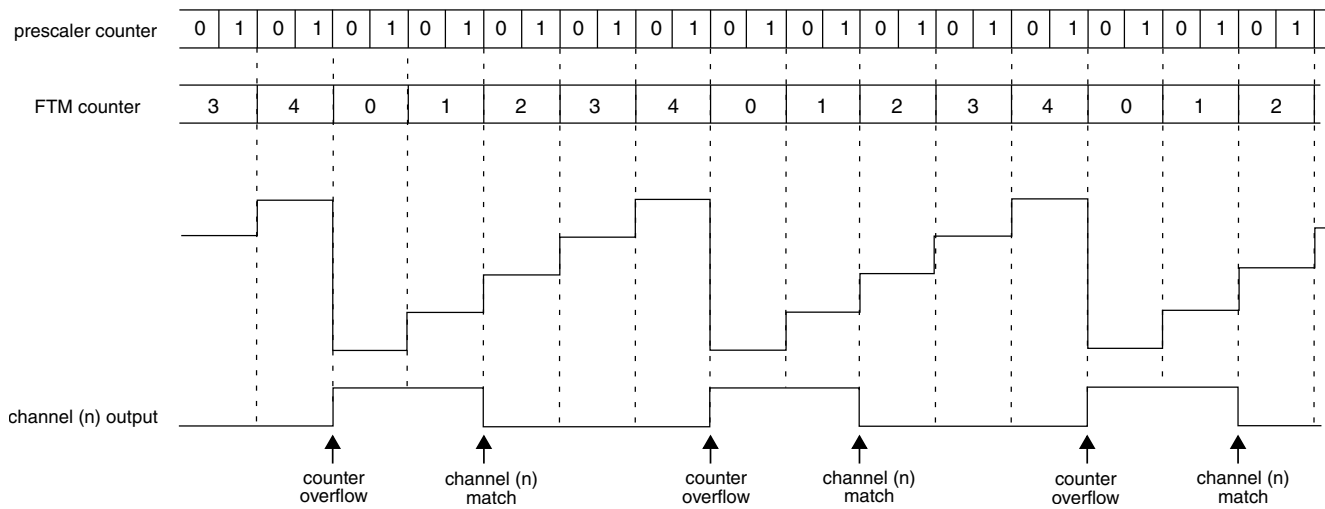 prescaler counter 0 1 0 1 0 1 0 1 0 1 0 1 0 1 0 1 0 1 0 1 0 1 0 1 0 1 0 1 0 1
FTM counter 3 4 0 1 2 3 4 0 1 2 3 4 0 1 2
channel (n) output
counter overflow
channel (n) match
counter overflow
channel (n) match
counter overflow
channel (n) match